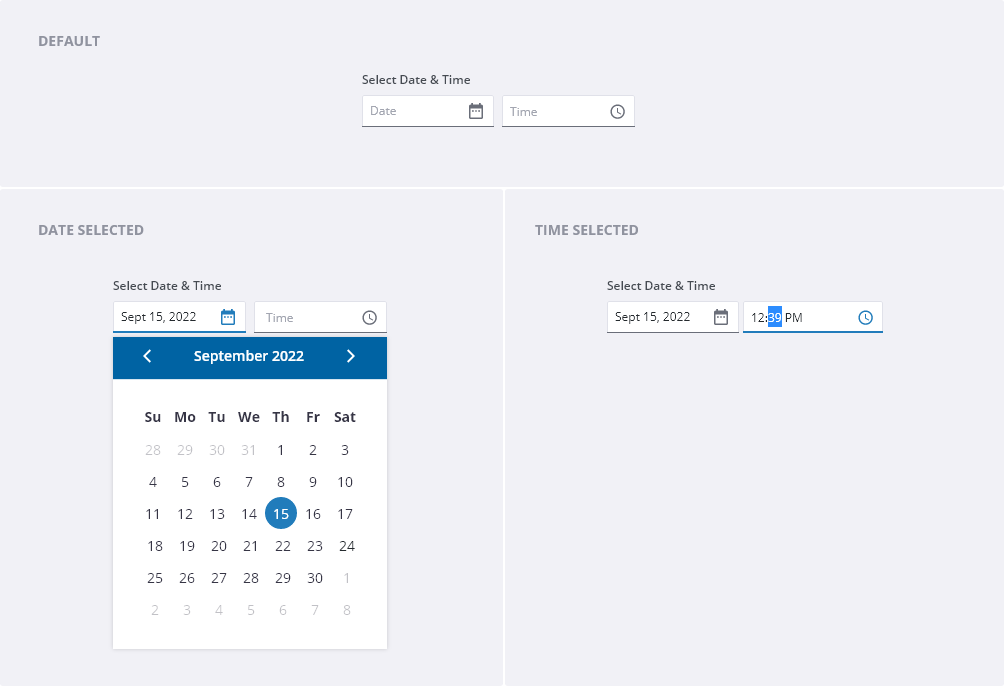 DEFAULT
Select Date & Time
Date Time
DATE SELECTED
Select Date & Time
Sept 15, 2022 Time
September 2022
Su Mo Tu We Th Fr Sat
28 29 30 31 1 2 3
4 5 6 7 8 9 10
11 12 13 14 15 16 17
18 19 20 21 22 23 24
25 26 27 28 29 30 1
2 3 4 5 6 7 8
TIME SELECTED
Select Date & Time
Sept 15, 2022 12:39 PM